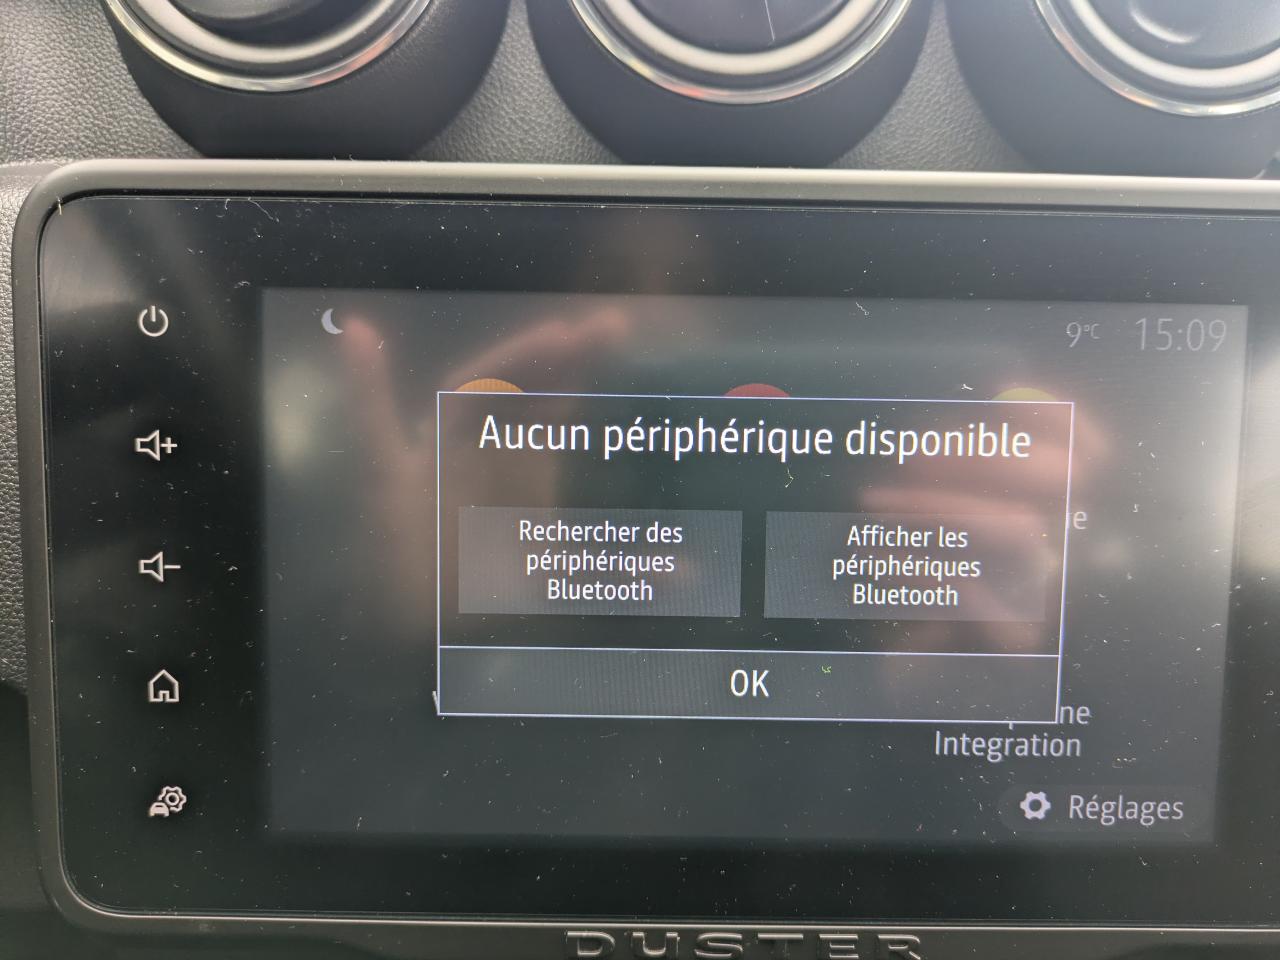 9°C 15:09
Aucun périphérique disponible
Rechercher des
périphériques
Bluetooth
Afficher les
périphériques
Bluetooth
OK
Integration
Réglages
DUSTER